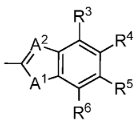 R³
A² R⁴
A¹ R⁵
R⁶